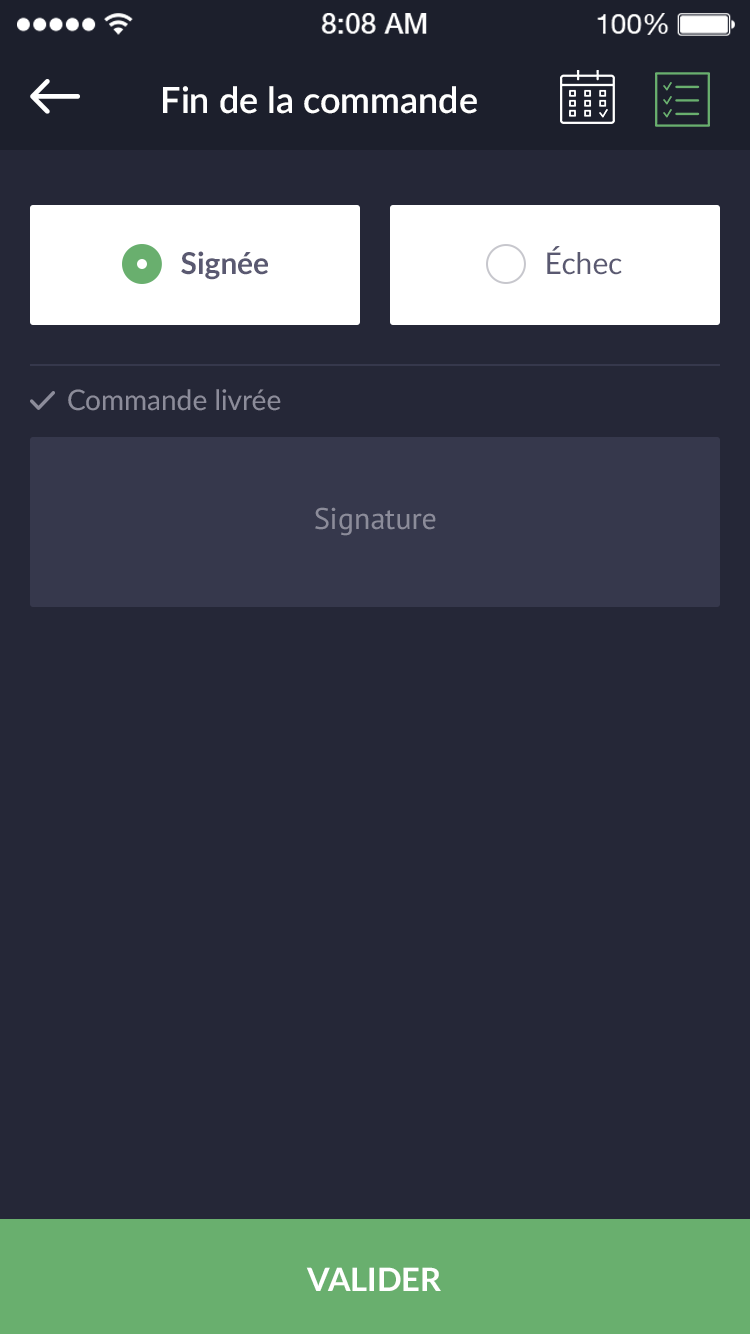 8:08 AM
100%
Fin de la commande
Signée
Échec
Commande livrée
Signature
VALIDER